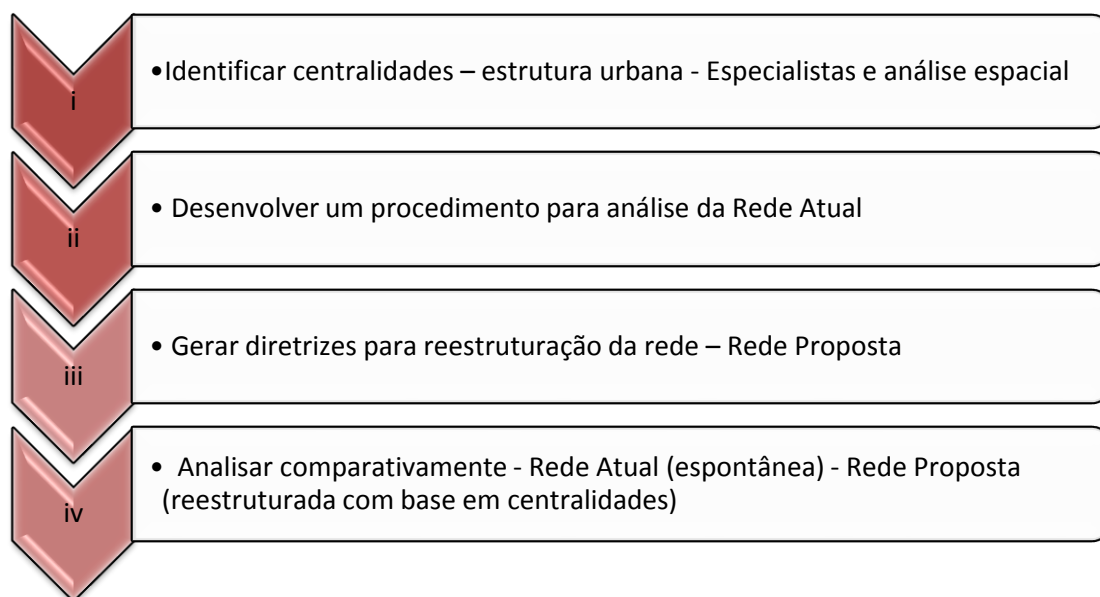 i
•Identificar centralidades – estrutura urbana - Especialistas e análise espacial
ii
• Desenvolver um procedimento para análise da Rede Atual
iii
• Gerar diretrizes para reestruturação da rede – Rede Proposta
iv
• Analisar comparativamente - Rede Atual (espontânea) - Rede Proposta
(reestruturada com base em centralidades)